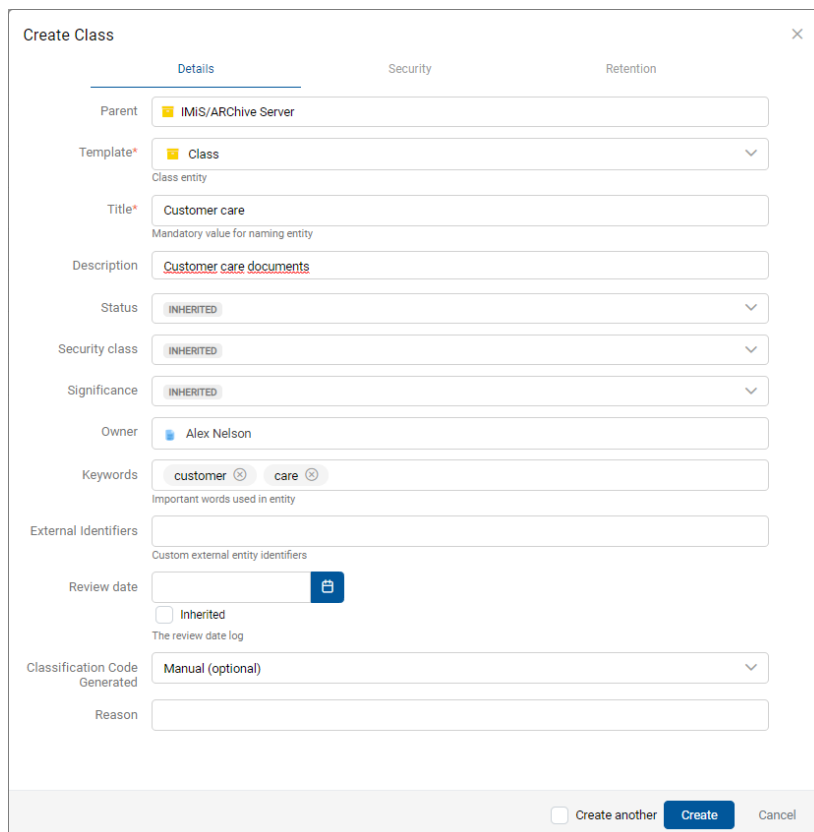 Create Class
Details Security Retention
Parent IMiS/ARChive Server
Template* Class
Class entity
Title* Customer care
Mandatory value for naming entity
Description Customer care documents
Status INHERITED
Security class INHERITED
Significance INHERITED
Owner Alex Nelson
Keywords customer care
Important words used in entity
External Identifiers
Custom external entity identifiers
Review date
Inherited
The review date log
Classification Code
Generated
Manual (optional)
Reason
Create another Create Cancel